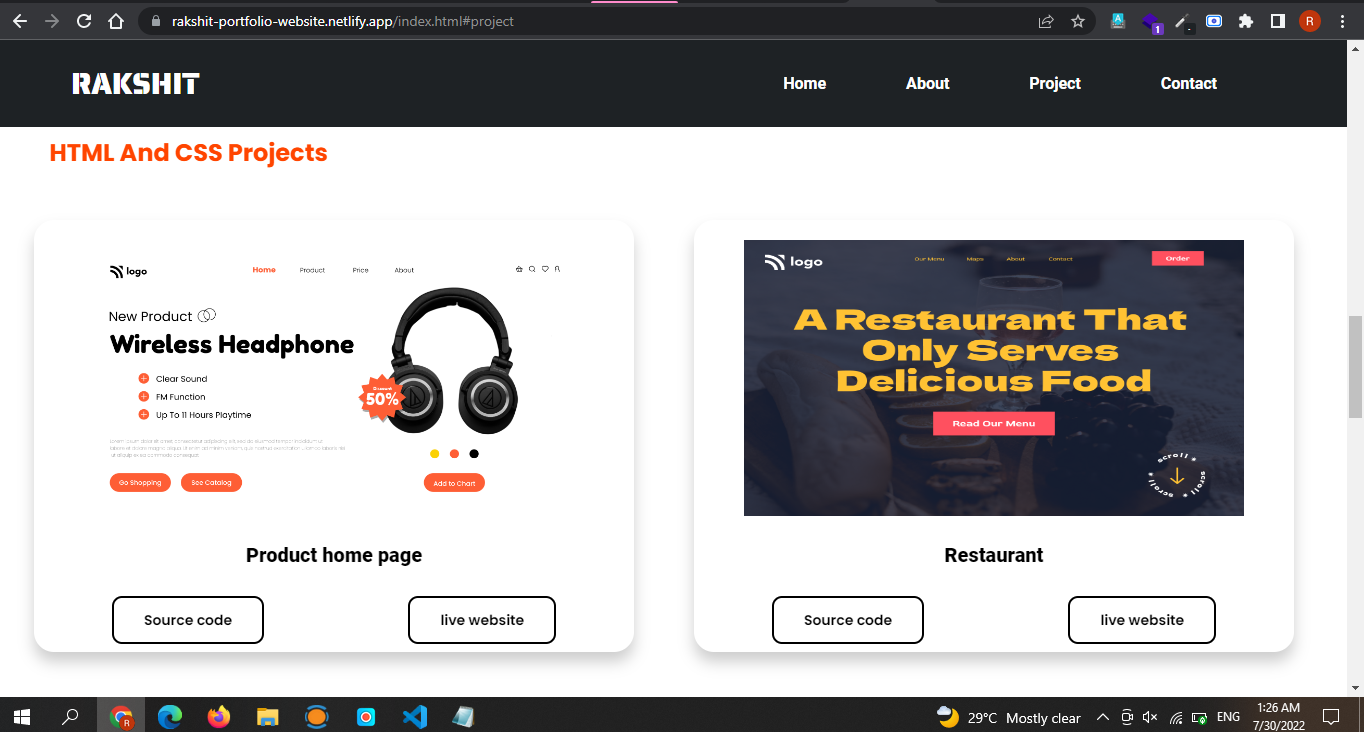 rakshit-portfolio-website.netlify.app/index.html#project
1
R
RAKSHIT
Home
About
Project
Contact
HTML And CSS Projects
logo
Home
Product
Price
About
New Product
Wireless Headphone
Clear Sound
FM Function
Up To 11 Hours Playtime
Discount
50%
Go Shopping
See Catalog
Add to Chart
Product home page
Source code
live website
logo
Our Menu
Maps
About
Contact
Order
A Restaurant That
Only Serves
Delicious Food
Read Our Menu
scroll * scroll * scroll *
Restaurant
Source code
live website
R
29°C Mostly clear
ENG
1:26 AM
7/30/2022